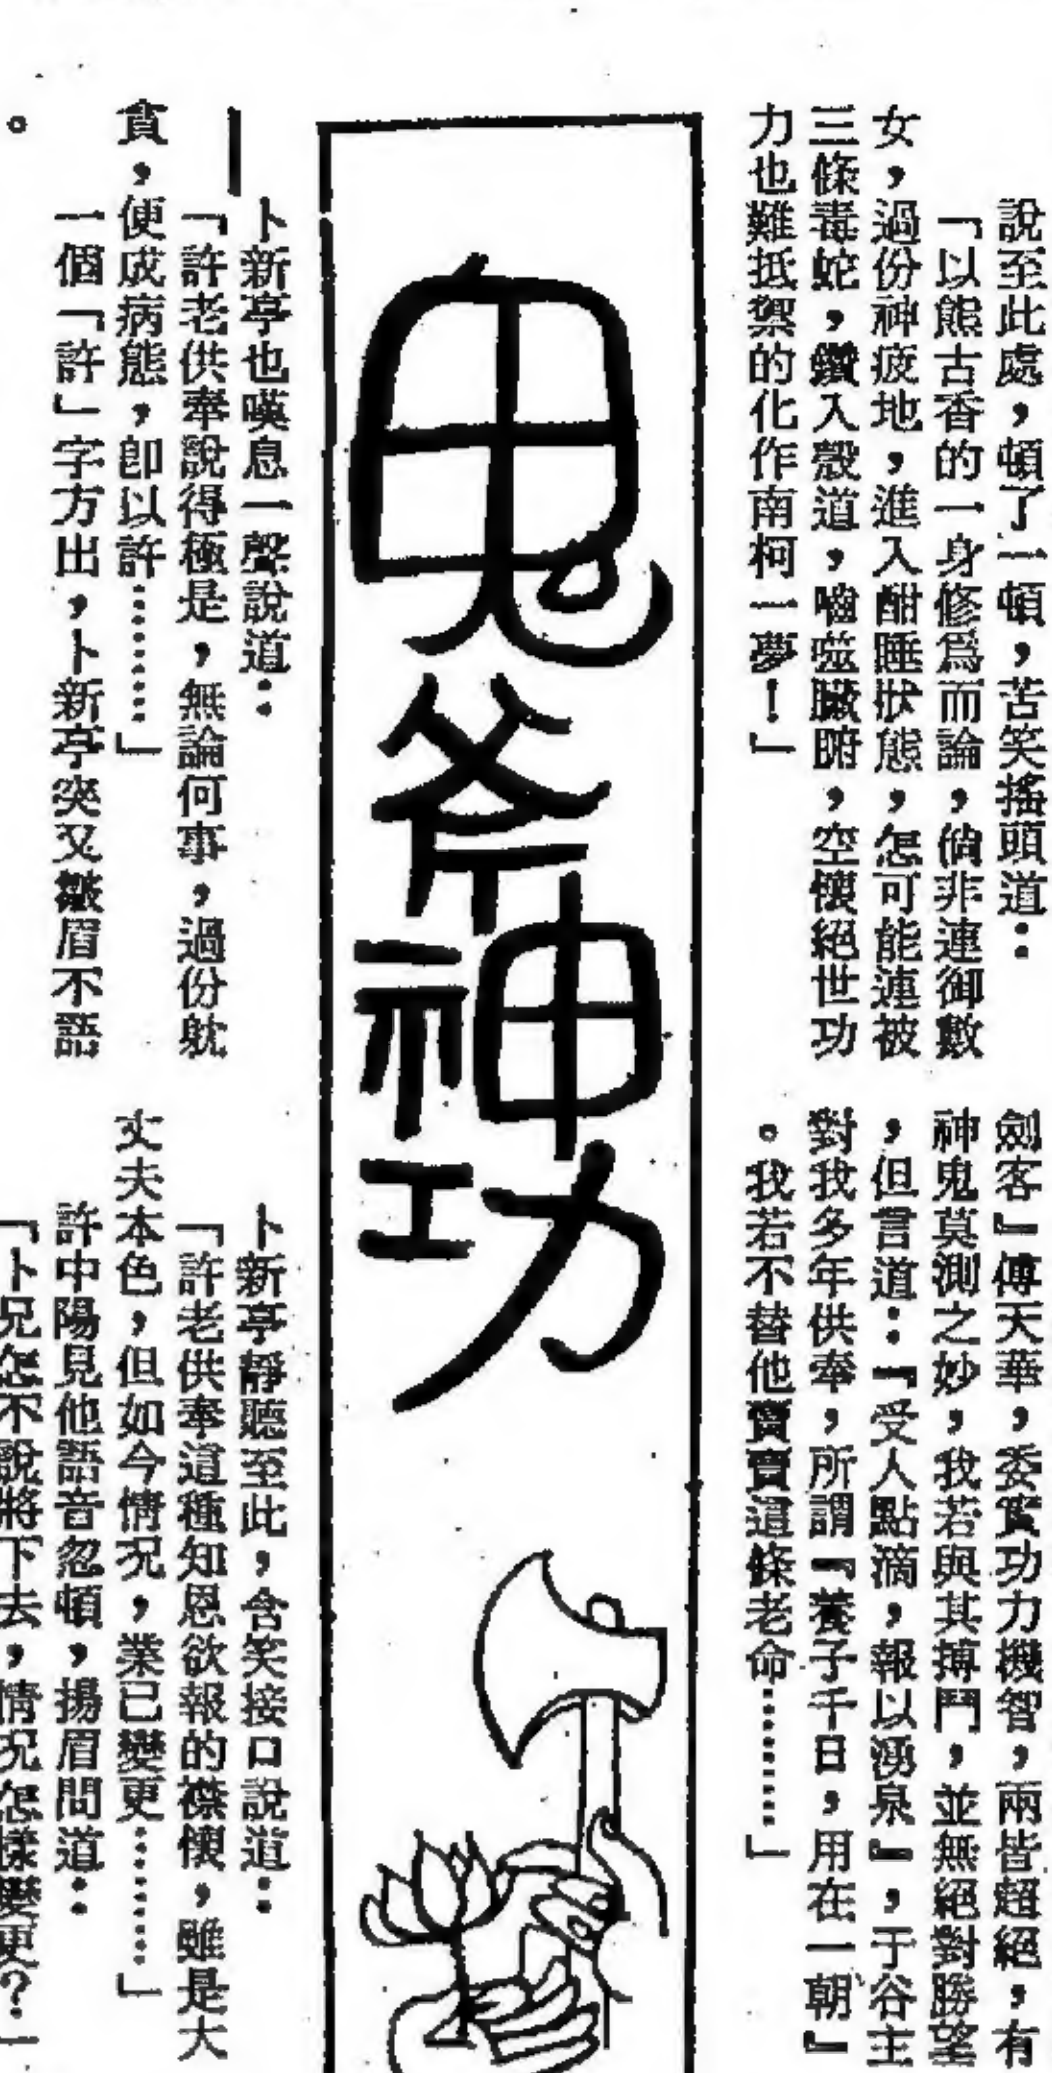 說至此處，頓了一頓，苦笑搖頭道：
「以熊古香的一身修爲而論，倘非連御數
女，過份神疲地，進入酣睡狀態，怎可能連被
三條毒蛇，鑽入穀道，嚙噬臟腑，空懷絕世功
力也難抵禦的化作南柯一夢！」
鬼斧神功
卜新亭也嘆息一聲說道：
「許老供奉說得極是，無論何事，過份躭
貪，便成病態，卽以許………」
一個「許」字方出，卜新亭突又皺眉不語
。
劍客』傅天華，委實功力機智，兩皆超絕，有
神鬼莫測之妙，我若與其搏鬥，並無絕對勝望
，但言道：『受人點滴，報以湧泉』，于谷主
對我多年供奉，所謂『養子千日，用在一朝』
。我若不替他賣賣這條老命………」
卜新亭靜聽至此，含笑接口說道：
「許老供奉這種知恩欲報的襟懷，雖是大
丈夫本色，但如今情況，業已變更………」
許中陽見他語音忽頓，揚眉問道：
「卜兄怎不說將下去，情況怎樣變更？」